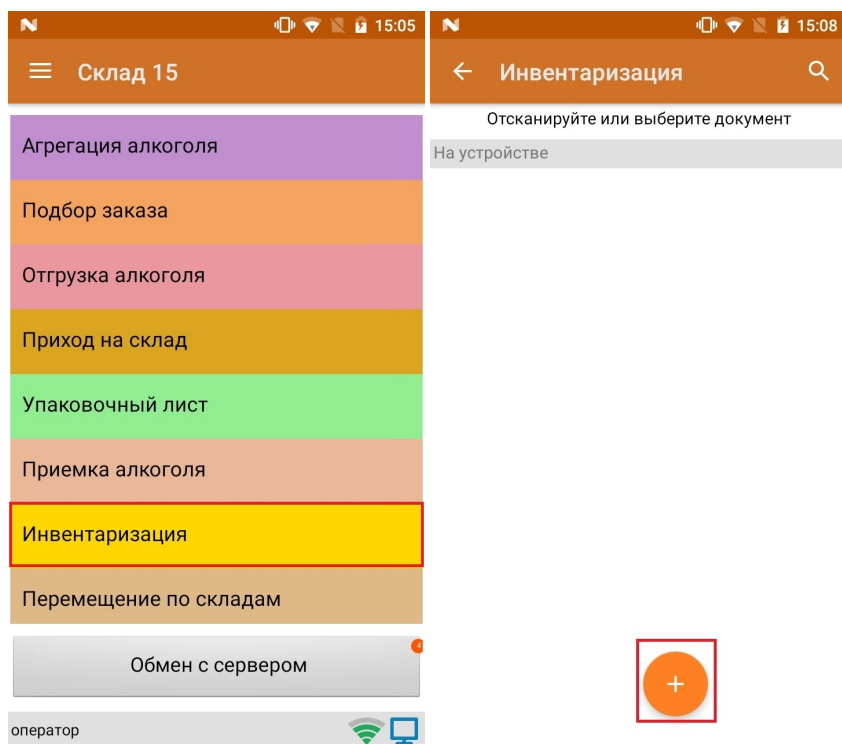 15:05
Склад 15
Агрегация алкоголя
Подбор заказа
Отгрузка алкоголя
Приход на склад
Упаковочный лист
Приемка алкоголя
Инвентаризация
Перемещение по складам
4
Обмен с сервером
оператор
15:08
Инвентаризация
Отсканируйте или выберите документ
На устройстве
+